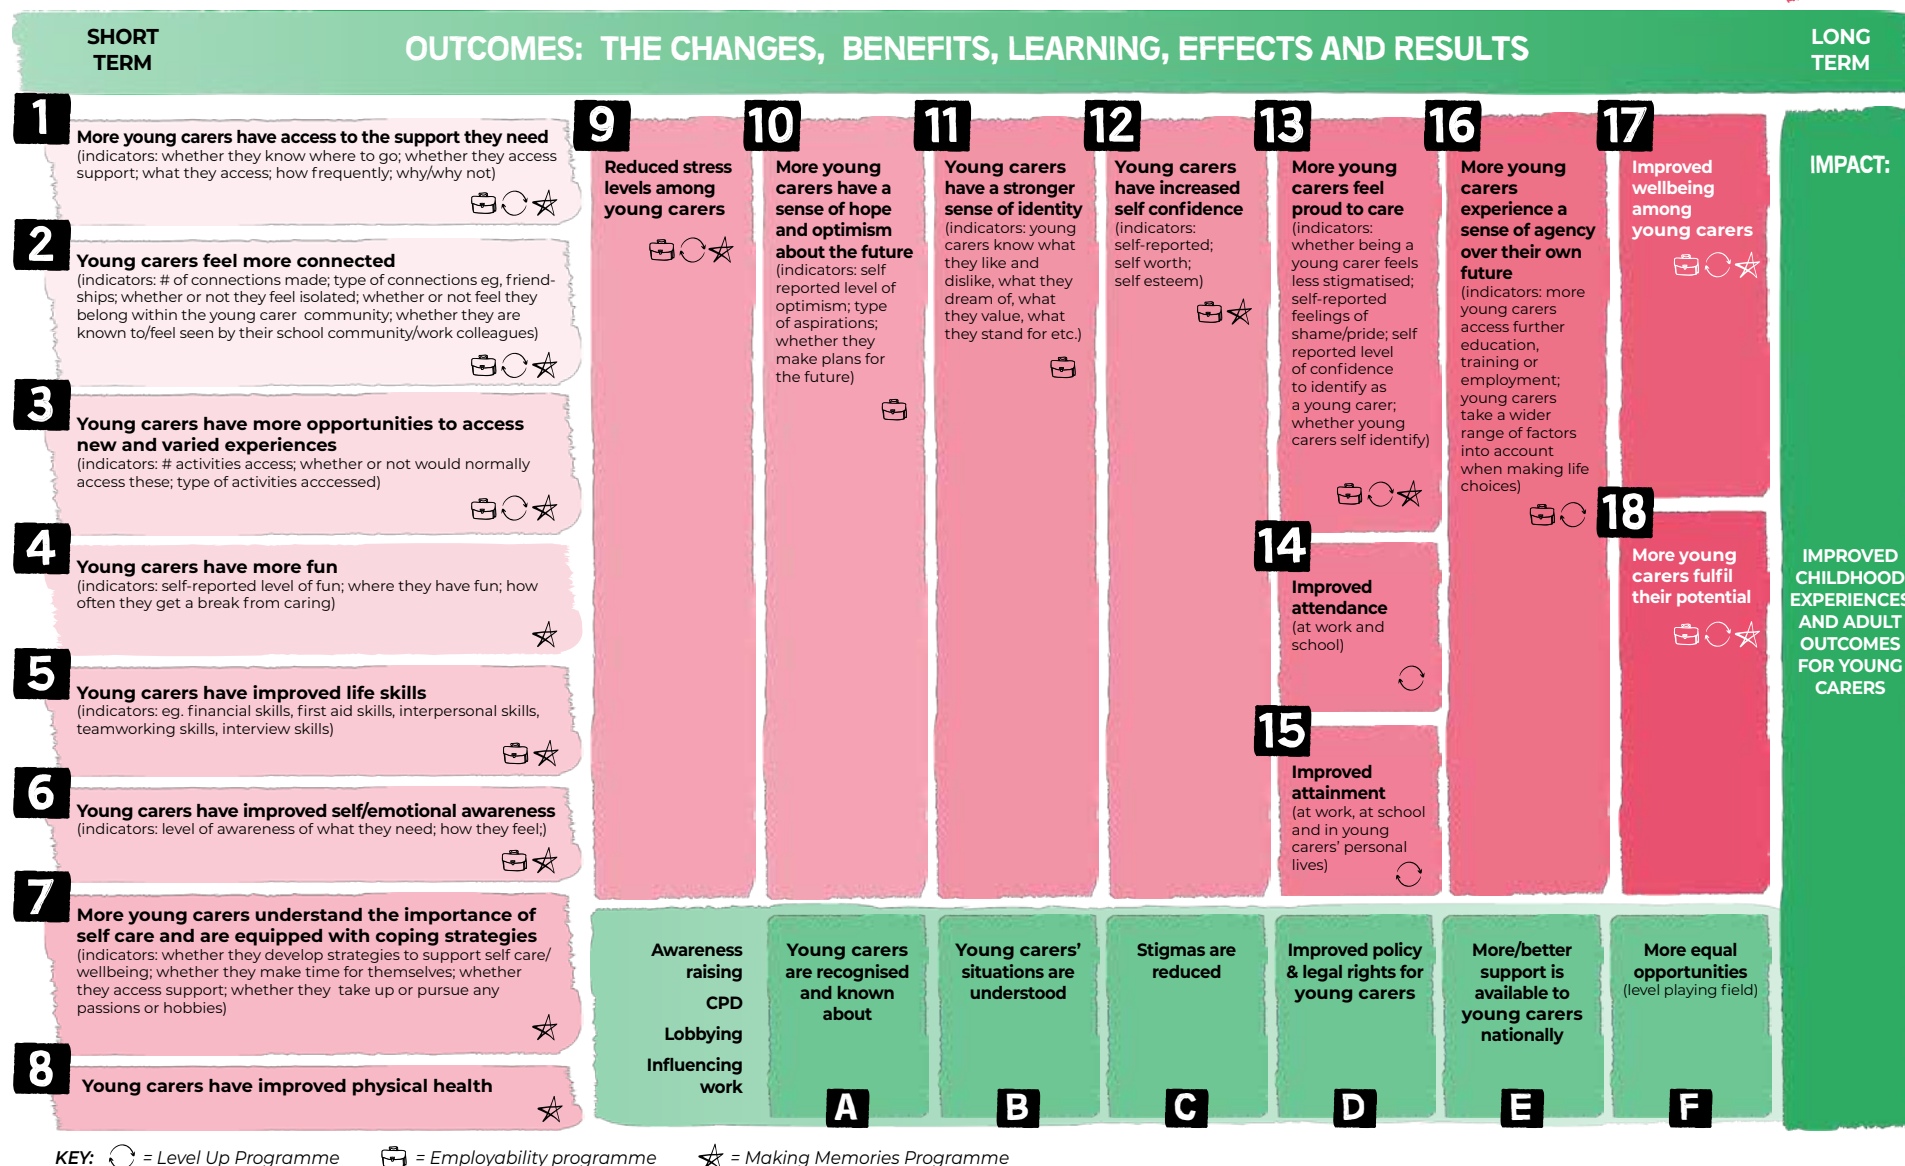 SHORT
TERM
OUTCOMES: THE CHANGES, BENEFITS, LEARNING, EFFECTS AND RESULTS
LONG
TERM
1
More young carers have access to the support they need
(indicators: whether they know where to go; whether they access
support; what they access; how frequently; why/why not)
2
Young carers feel more connected
(indicators: # of connections made; type of connections eg, friend-
ships; whether or not they feel isolated; whether or not feel they
belong within the young carer community; whether they are
known to/feel seen by their school community/work colleagues)
3
Young carers have more opportunities to access
new and varied experiences
(indicators: # activities access; whether or not would normally
access these; type of activities acccessed)
4
Young carers have more fun
(indicators: self-reported level of fun; where they have fun; how
often they get a break from caring)
5
Young carers have improved life skills
(indicators: eg. financial skills, first aid skills, interpersonal skills,
teamworking skills, interview skills)
6
Young carers have improved self/emotional awareness
(indicators: level of awareness of what they need; how they feel;)
7
More young carers understand the importance of
self care and are equipped with coping strategies
(indicators: whether they develop strategies to support self care/
wellbeing; whether they make time for themselves; whether
they access support; whether they take up or pursue any
passions or hobbies)
8
Young carers have improved physical health
9
Reduced stress
levels among
young carers
10
More young
carers have a
sense of hope
and optimism
about the future
(indicators: self
reported level of
optimism; type
of aspirations;
whether they
make plans for
the future)
11
Young carers
have a stronger
sense of identity
(indicators: young
carers know what
they like and
dislike, what they
dream of, what
they value, what
they stand for etc.)
12
Young carers
have increased
self confidence
(indicators:
self-reported;
self worth;
self esteem)
13
More young
carers feel
proud to care
(indicators:
whether being a
young carer feels
less stigmatised;
self-reported
feelings of
shame/pride; self
reported level
of confidence
to identify as
a young carer;
whether young
carers self identify)
14
Improved
attendance
(at work and
school)
15
Improved
attainment
(at work, at school
and in young
carers' personal
lives)
16
More young
carers
experience a
sense of agency
over their own
future
(indicators: more
young carers
access further
education,
training or
employment;
young carers
take a wider
range of factors
into account
when making life
choices)
17
Improved
wellbeing
among
young carers
18
More young
carers fulfil
their potential
IMPACT:
IMPROVED
CHILDHOOD
EXPERIENCES
AND ADULT
OUTCOMES
FOR YOUNG
CARERS
Awareness
raising
CPD
Lobbying
Influencing
work
Young carers
are recognised
and known
about
A
Young carers'
situations are
understood
B
Stigmas are
reduced
C
Improved policy
& legal rights for
young carers
D
More/better
support is
available to
young carers
nationally
E
More equal
opportunities
(level playing field)
F
KEY: = Level Up Programme = Employability programme = Making Memories Programme